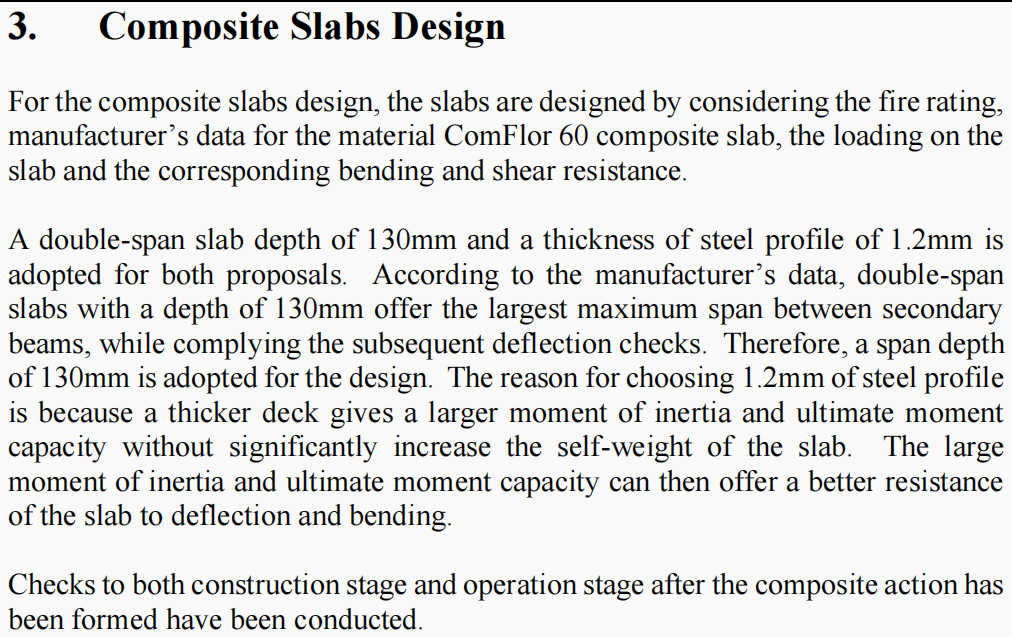 3. Composite Slabs Design
For the composite slabs design, the slabs are designed by considering the fire rating,
manufacturer’s data for the material ComFlor 60 composite slab, the loading on the
slab and the corresponding bending and shear resistance.
A double-span slab depth of 130mm and a thickness of steel profile of 1.2mm is
adopted for both proposals. According to the manufacturer’s data, double-span
slabs with a depth of 130mm offer the largest maximum span between secondary
beams, while complying the subsequent deflection checks. Therefore, a span depth
of 130mm is adopted for the design. The reason for choosing 1.2mm of steel profile
is because a thicker deck gives a larger moment of inertia and ultimate moment
capacity without significantly increase the self-weight of the slab. The large
moment of inertia and ultimate moment capacity can then offer a better resistance
of the slab to deflection and bending.
Checks to both construction stage and operation stage after the composite action has
been formed have been conducted.